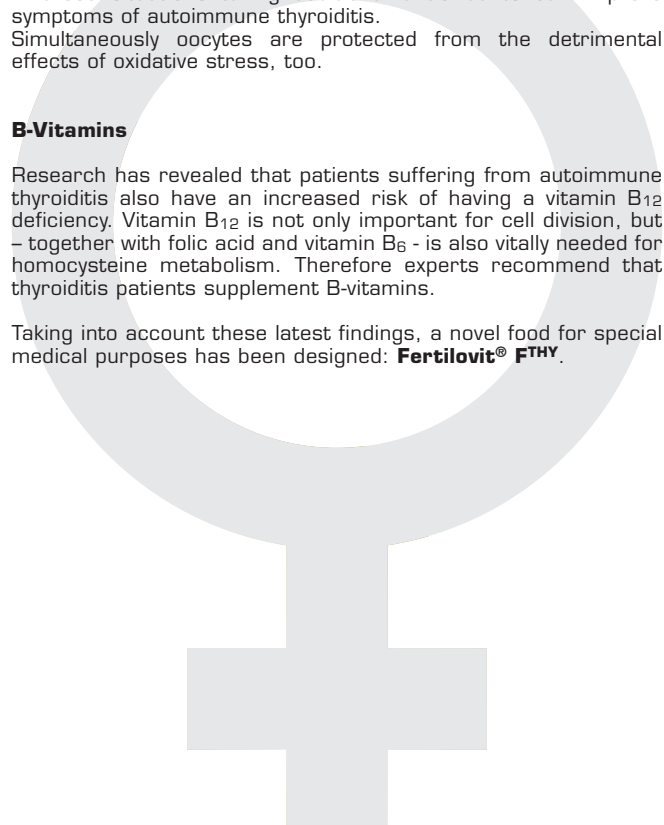 symptoms of autoimmune thyroiditis.
Simultaneously oocytes are protected from the detrimental
effects of oxidative stress, too.
B-Vitamins
Research has revealed that patients suffering from autoimmune
thyroiditis also have an increased risk of having a vitamin B12
deficiency. Vitamin B12 is not only important for cell division, but
– together with folic acid and vitamin B6 - is also vitally needed for
homocysteine metabolism. Therefore experts recommend that
thyroiditis patients supplement B-vitamins.
Taking into account these latest findings, a novel food for special
medical purposes has been designed: Fertilovit® FTHY.